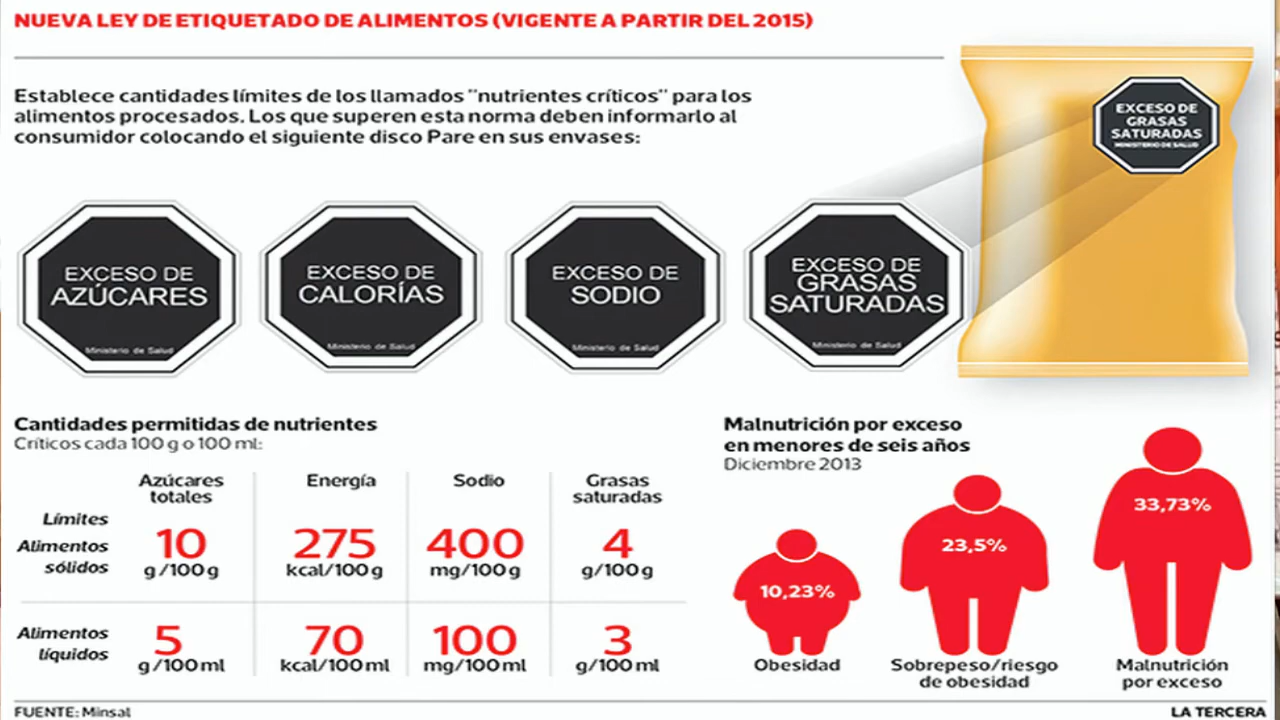 NUEVA LEY DE ETIQUETADO DE ALIMENTOS (VIGENTE A PARTIR DEL 2015)
Establece cantidades límites de los llamados "nutrientes críticos" para los
alimentos procesados. Los que superen esta norma deben informarlo al
consumidor colocando el siguiente disco Pare en sus envases:
EXCESO DE
GRASAS
SATURADAS
MINISTERIO DE SALUD
EXCESO DE
AZÚCARES
Ministerio de Salud
EXCESO DE
CALORÍAS
Ministerio de Salud
EXCESO DE
SODIO
Ministerio de Salud
EXCESO DE
GRASAS
SATURADAS
Ministerio de Salud
Cantidades permitidas de nutrientes
Críticos cada 100 g o 100 ml:
Azúcares
totales
Energía
Sodio
Grasas
saturadas
Límites
Alimentos
sólidos
10
g/100 g
275
kcal/100 g
400
mg/100 g
4
g/100 g
Alimentos
líquidos
5
g/100 ml
70
kcal/100 ml
100
mg/100 ml
3
g/100 ml
Malnutrición por exceso
en menores de seis años
Diciembre 2013
10,23%
Obesidad
23,5%
Sobrepeso/riesgo
de obesidad
33,73%
Malnutrición
por exceso
FUENTE: Minsal
LA TERCERA